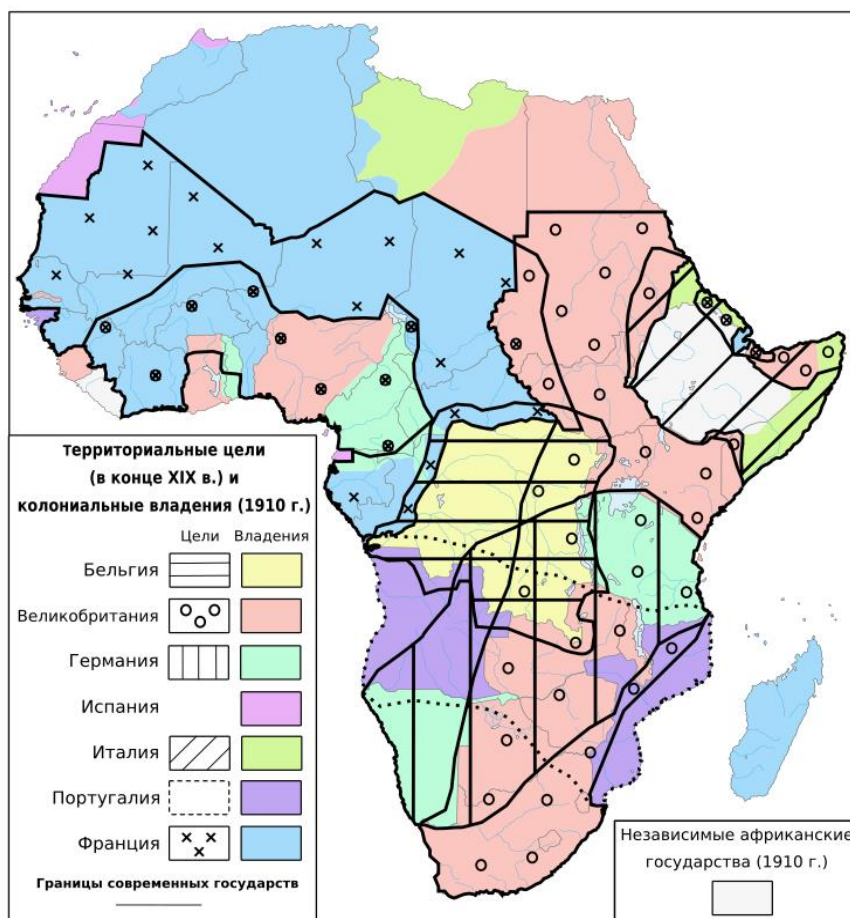 Территориальные цели
(в конце XIX в.) и
колониальные владения (1910 г.)
Цели Владения
Бельгия
Великобритания
Германия
Испания
Италия
Португалия
Франция
Границы современных государств
Независимые африканские
государства (1910 г.)